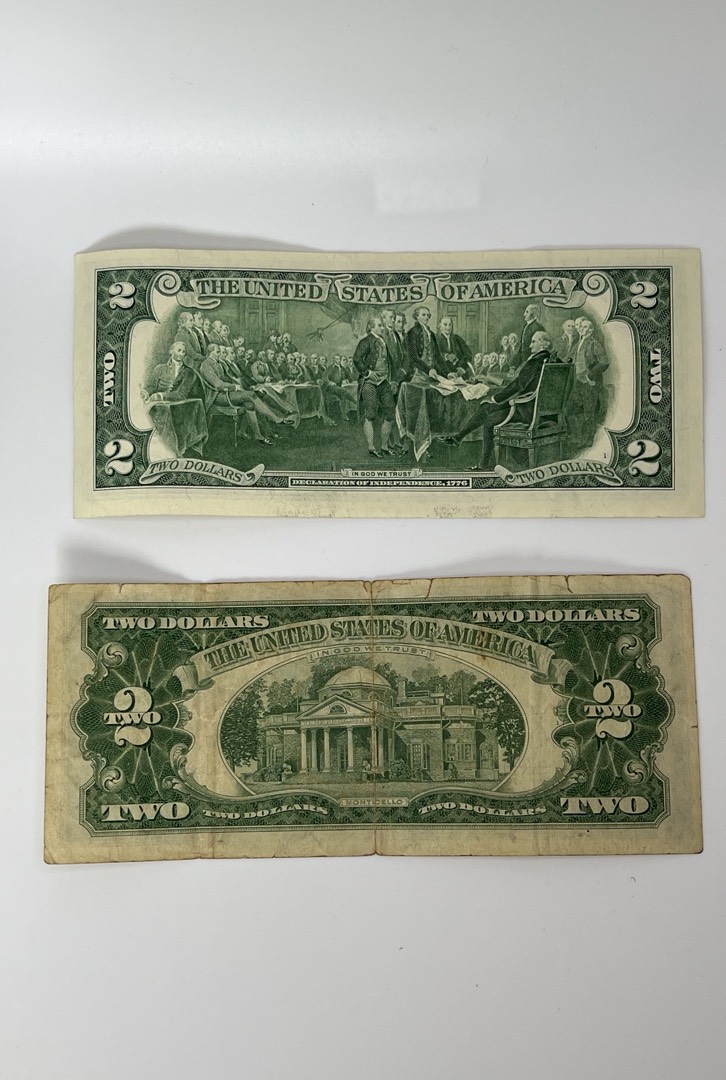 THE UNITED STATES OF AMERICA
2 2
TWO TWO
2 2
TWO DOLLARS TWO DOLLARS
1
IN GOD WE TRUST
DECLARATION OF INDEPENDENCE, 1776
TWO DOLLARS TWO DOLLARS
THE UNITED STATES OF AMERICA
IN GOD WE TRUST
2 2
TWO TWO
MONTICELLO
TWO TWO DOLLARS TWO DOLLARS TWO